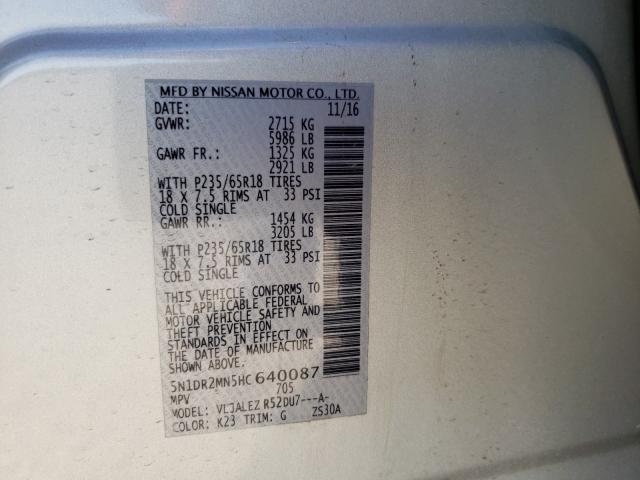 MFD BY NISSAN MOTOR CO., LTD.
DATE: 11/16
GVWR: 2715 KG
5986 LB
GAWR FR.: 1325 KG
2921 LB
WITH P235/65R18 TIRES
18 X 7.5 RIMS AT 33 PSI
COLD SINGLE
GAWR RR.: 1454 KG
3205 LB
WITH P235/65R18 TIRES
18 X 7.5 RIMS AT 33 PSI
COLD SINGLE
THIS VEHICLE CONFORMS TO
ALL APPLICABLE FEDERAL
MOTOR VEHICLE SAFETY AND
THEFT PREVENTION
STANDARDS IN EFFECT ON
THE DATE OF MANUFACTURE
SHOWN ABOVE.
5N1DR2MN5HC640087
MPV 705
MODEL: VLJALEZ R52DU7---A-
COLOR: K23 TRIM: G ZS30A